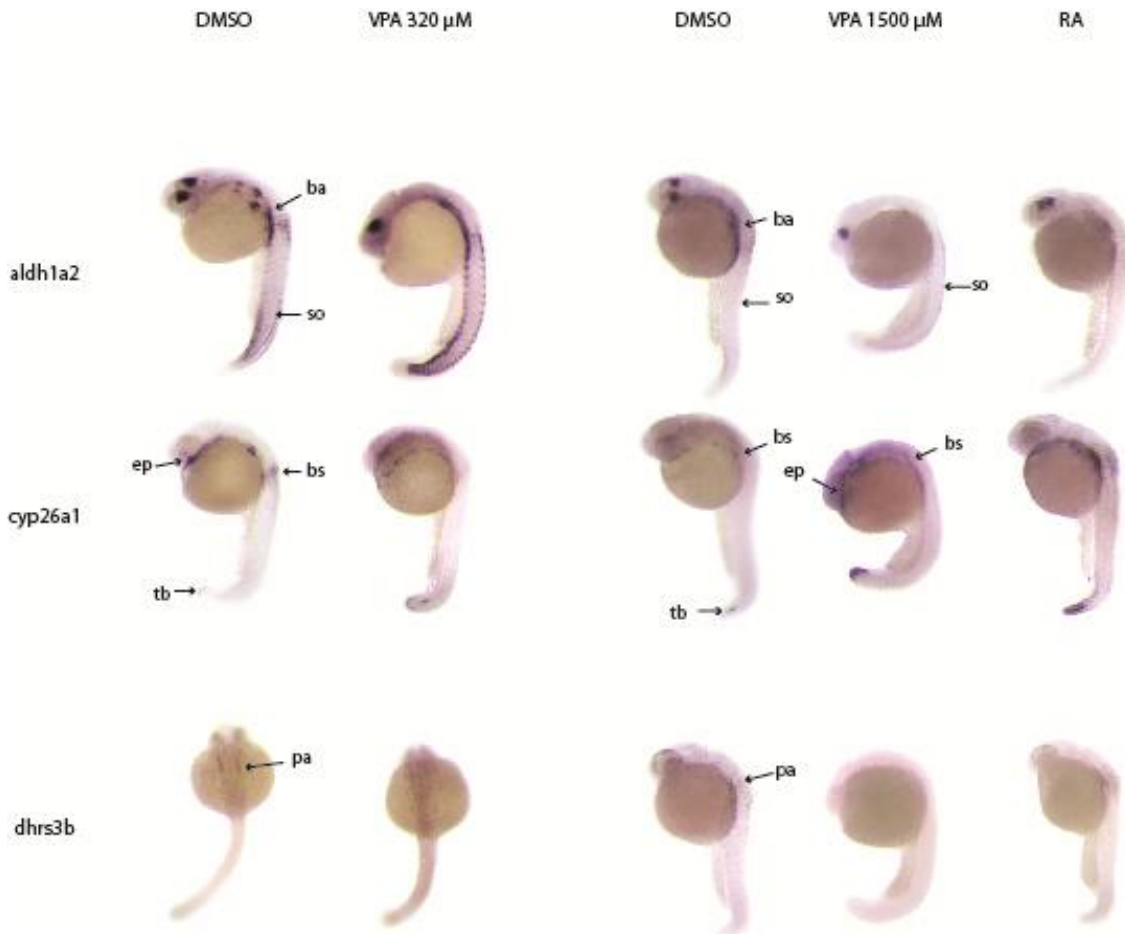 DMSO VPA 320 µM DMSO VPA 1500 µM RA
ba
ba
aldh1a2
so
so
so
bs
bs
ep
bs
ep
cyp26a1
tb
tb
pa
pa
dhrs3b